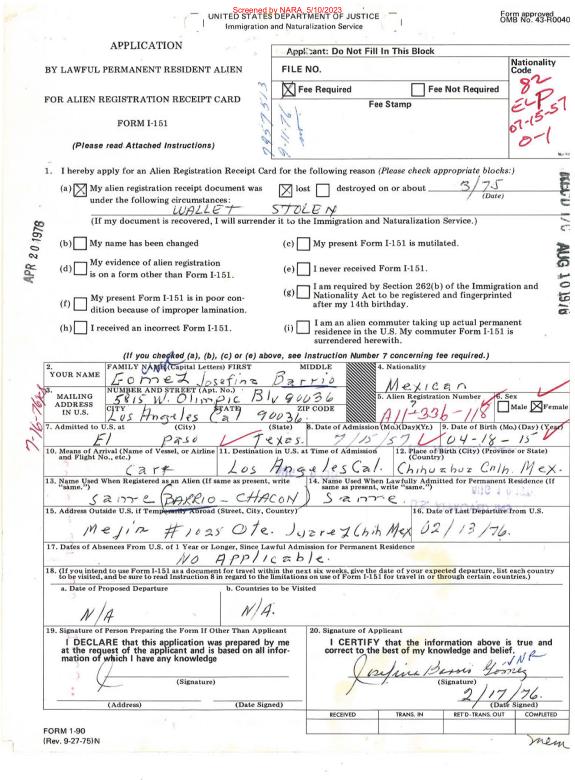 Screened by NARA, 5/10/2023
UNITED STATES DEPARTMENT OF JUSTICE
Immigration and Naturalization Service
Form approved
OMB No. 43-R0040
APPLICATION
BY LAWFUL PERMANENT RESIDENT ALIEN
FOR ALIEN REGISTRATION RECEIPT CARD
FORM I-151
(Please read Attached Instructions)
Applicant: Do Not Fill In This Block
FILE NO.
Fee Required
Fee Not Required
Fee Stamp
Nationality
Code
82
ELP
07-15-57
0-1
1. I hereby apply for an Alien Registration Receipt Card for the following reason (Please check appropriate blocks:)
(a) My alien registration receipt document was lost destroyed on or about 3/75
under the following circumstances: (Date)
WALLET STOLEN
(If my document is recovered, I will surrender it to the Immigration and Naturalization Service.)
APR 20 1976
AUG 10 1976
(b) My name has been changed
(c) My present Form I-151 is mutilated.
(d) My evidence of alien registration
is on a form other than Form I-151.
(e) I never received Form I-151.
(f) My present Form I-151 is in poor con-
dition because of improper lamination.
(g) I am required by Section 262(b) of the Immigration and
Nationality Act to be registered and fingerprinted
after my 14th birthday.
(h) I received an incorrect Form I-151.
(i) I am an alien commuter taking up actual permanent
residence in the U.S. My commuter Form I-151 is
surrendered herewith.
(If you checked (a), (b), (c) or (e) above, see Instruction Number 7 concerning fee required.)
2. YOUR NAME
FAMILY NAME (Capital Letters) FIRST MIDDLE
Gomez Josefina Barrio
4. Nationality
Mexican
3. MAILING
ADDRESS
IN U.S.
NUMBER AND STREET (Apt. No.)
5815 W. Olimpic Blv 90036
CITY STATE ZIP CODE
Los Angeles Cal 90036
5. Alien Registration Number
A11-336-118
6. Sex
Male Female
7. Admitted to U.S. at (City) (State)
El Paso Texas.
8. Date of Admission (Mo.) (Day) (Yr.)
7/15/57
9. Date of Birth (Mo.) (Day) (Year)
04-18-15
10. Means of Arrival (Name of Vessel, or Airline
and Flight No., etc.)
Carr
11. Destination in U.S. at Time of Admission
Los Angeles Cal.
12. Place of Birth (City) (Province or State)
(Country)
Chihuahua Chih. Mex.
13. Name Used When Registered as an Alien (If same as present, write
"same.")
Same (BARRIO-CHACON)
14. Name Used When Lawfully Admitted for Permanent Residence (If
same as present, write "same.")
Same.
15. Address Outside U.S. if Temporarily Abroad (Street, City, Country)
Mejia #1025 Ote. Juarez Chih Mex
16. Date of Last Departure from U.S.
02/13/76.
17. Dates of Absences From U.S. of 1 Year or Longer, Since Lawful Admission for Permanent Residence
No Applicable.
18. (If you intend to use Form I-151 as a document for travel within the next six weeks, give the date of your expected departure, list each country
to be visited, and be sure to read Instruction 8 in regard to the limitations on use of Form I-151 for travel in or through certain countries.)
a. Date of Proposed Departure
N/A
b. Countries to be Visited
N/A.
19. Signature of Person Preparing the Form If Other Than Applicant
I DECLARE that this application was prepared by me
at the request of the applicant and is based on all infor-
mation of which I have any knowledge
(Signature)
(Address) (Date Signed)
20. Signature of Applicant
I CERTIFY that the information above is true and
correct to the best of my knowledge and belief.
Josefina Barrio Gomez
(Signature)
2/17/76.
(Date Signed)
RECEIVED TRANS. IN RET'D-TRANS. OUT COMPLETED
FORM I-90
(Rev. 9-27-75)N